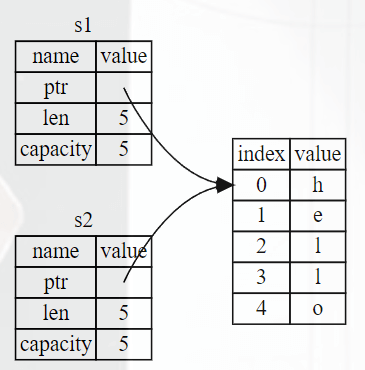 s1
name value
ptr
len 5
capacity 5
s2
name value
ptr
len 5
capacity 5
index value
0 h
1 e
2 l
3 l
4 o